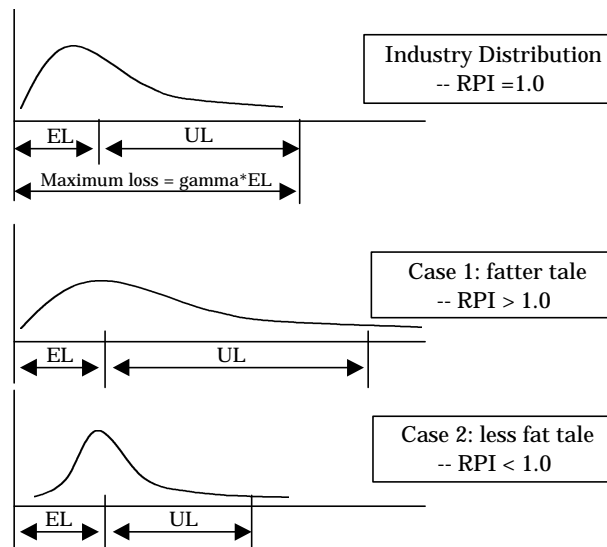 Industry Distribution
-- RPI =1.0
EL
UL
Maximum loss = gamma*EL
Case 1: fatter tale
-- RPI > 1.0
EL
UL
Case 2: less fat tale
-- RPI < 1.0
EL
UL